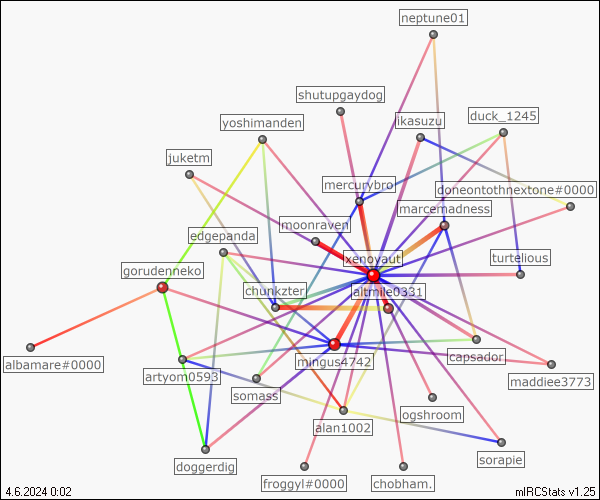 neptune01
shutupgaydog
duck_1245
yoshimanden
ikasuzu
juketm
mercurybro
doneontothnextone#0000
marcemadness
moonraven
edgepanda
xenoyaut
turtelious
gorudenneko
chunkzter
aitmile0331
mingus4742
capsador
albamare#0000
artyom0593
maddiee3773
somass
ogshroom
alan1002
sorapie
doggerdig
froggyl#0000
chobham.
4.6.2024 0:02
mIRCStats v1.25